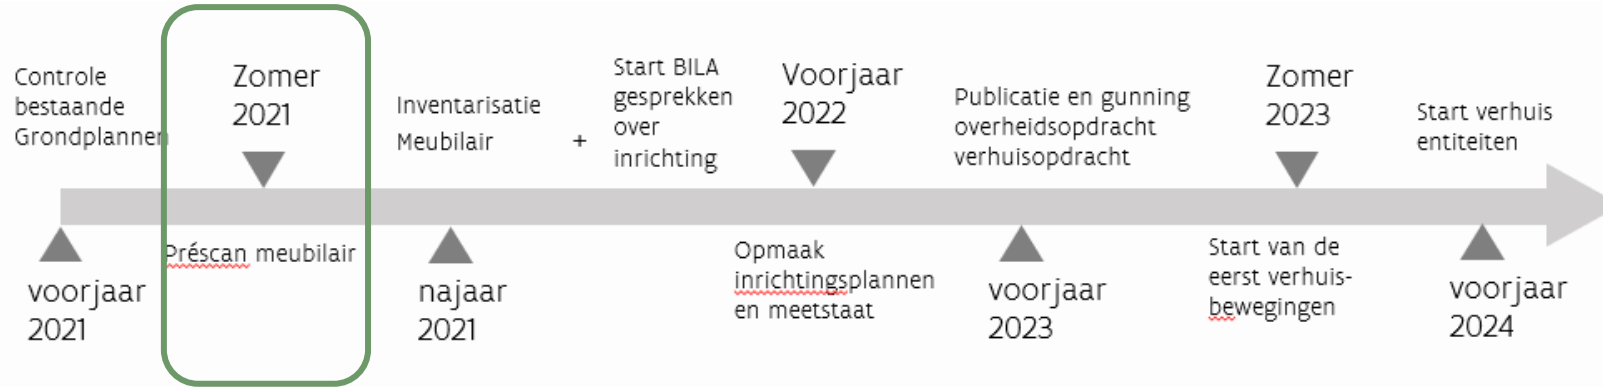 Controle
bestaande
Grondplannen
voorjaar
2021
Zomer
2021
Préscan meubilair
Inventarisatie
Meubilair
+
Start BILA
gesprekken
over
inrichting
najaar
2021
Voorjaar
2022
Opmaak
inrichtingsplannen
en meetstaat
Publicatie en gunning
overheidsopdracht
verhuisopdracht
voorjaar
2023
Zomer
2023
Start van de
eerst verhuis-
bewegingen
Start verhuis
entiteiten
voorjaar
2024